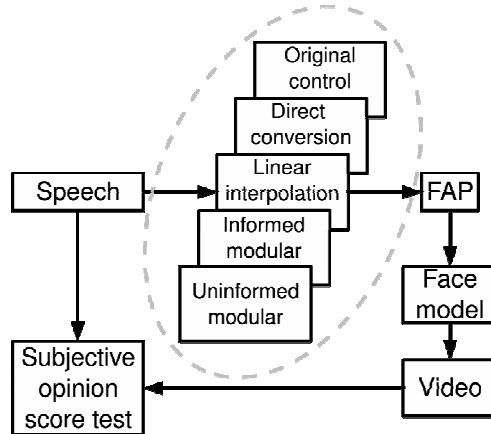 Original
control
Direct
conversion
Linear
interpolation
Speech
FAP
Informed
modular
Uninformed
modular
Face
model
Subjective
opinion
score test
Video